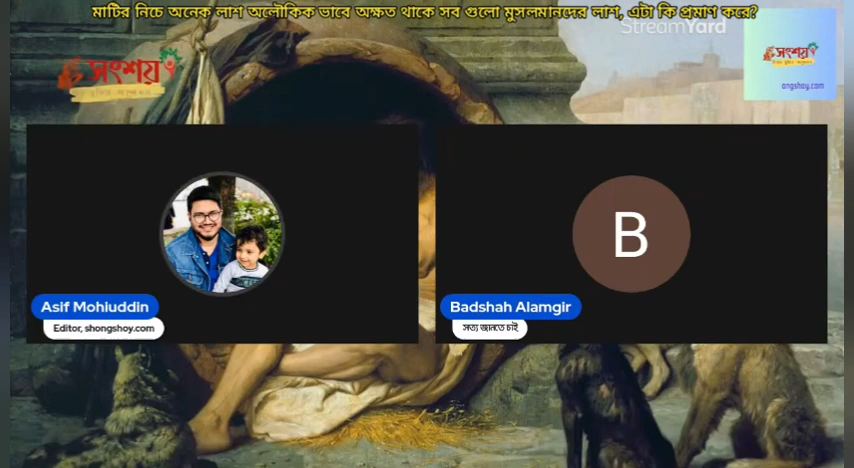 মাটির নিচে অনেক লাশ অলৌকিক ভাবে অক্ষত থাকে সব গুলো মুসলমানদের লাশ, এটা কি প্রমাণ করে?
StreamYard
সংশয়
সংশয়
ongshoy.com
B
Asif Mohiuddin
Editor, shongshoy.com
Badshah Alamgir
সত্য জানতে চাই